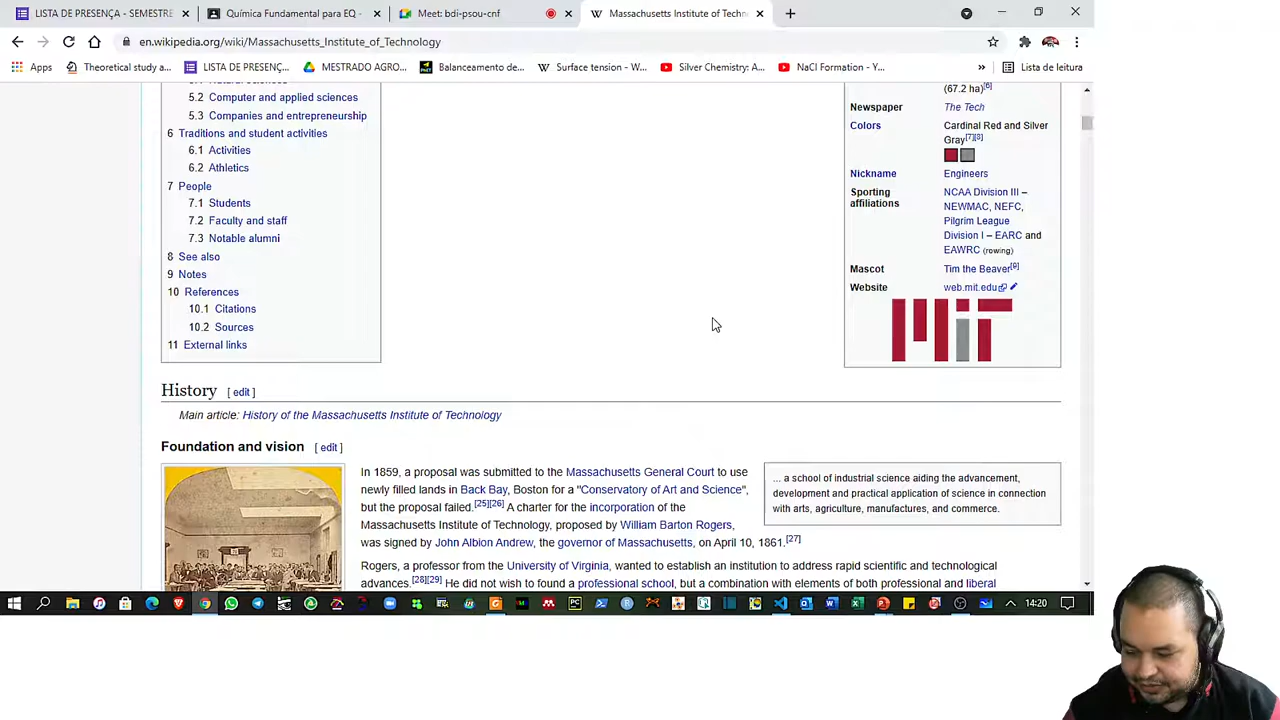 LISTA DE PRESENÇA - SEMESTRE
Química Fundamental para EQ -
Meet: bdi-psou-cnf
Massachusetts Institute of Techn
en.wikipedia.org/wiki/Massachusetts_Institute_of_Technology
Apps
Theoretical study a...
LISTA DE PRESENÇ...
MESTRADO AGRO...
Balanceamento de...
Surface tension - W...
Silver Chemistry: A...
NaCl Formation - Y...
»
Lista de leitura
5.2 Computer and applied sciences
5.3 Companies and entrepreneurship
6 Traditions and student activities
6.1 Activities
6.2 Athletics
7 People
7.1 Students
7.2 Faculty and staff
7.3 Notable alumni
8 See also
9 Notes
10 References
10.1 Citations
10.2 Sources
11 External links
(67.2 ha)[6]
Newspaper The Tech
Colors Cardinal Red and Silver
Gray[7][8]
Nickname Engineers
Sporting affiliations NCAA Division III –
NEWMAC, NEFC,
Pilgrim League
Division I – EARC and
EAWRC (rowing)
Mascot Tim the Beaver[9]
Website web.mit.edu
MIT
History [ edit ]
Main article: History of the Massachusetts Institute of Technology
Foundation and vision [ edit ]
In 1859, a proposal was submitted to the Massachusetts General Court to use
newly filled lands in Back Bay, Boston for a "Conservatory of Art and Science",
but the proposal failed.[25][26] A charter for the incorporation of the
Massachusetts Institute of Technology, proposed by William Barton Rogers,
was signed by John Albion Andrew, the governor of Massachusetts, on April 10, 1861.[27]
... a school of industrial science aiding the advancement,
development and practical application of science in connection
with arts, agriculture, manufactures, and commerce.
Rogers, a professor from the University of Virginia, wanted to establish an institution to address rapid scientific and technological
advances.[28][29] He did not wish to found a professional school, but a combination with elements of both professional and liberal
14:20